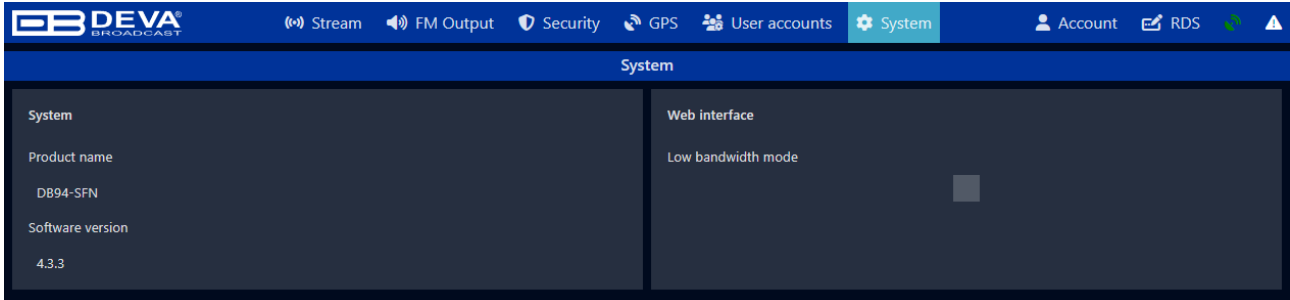 DEVA®
BROADCAST
Stream FM Output Security GPS User accounts System Account RDS
System
System
Product name
DB94-SFN
Software version
4.3.3
Web interface
Low bandwidth mode